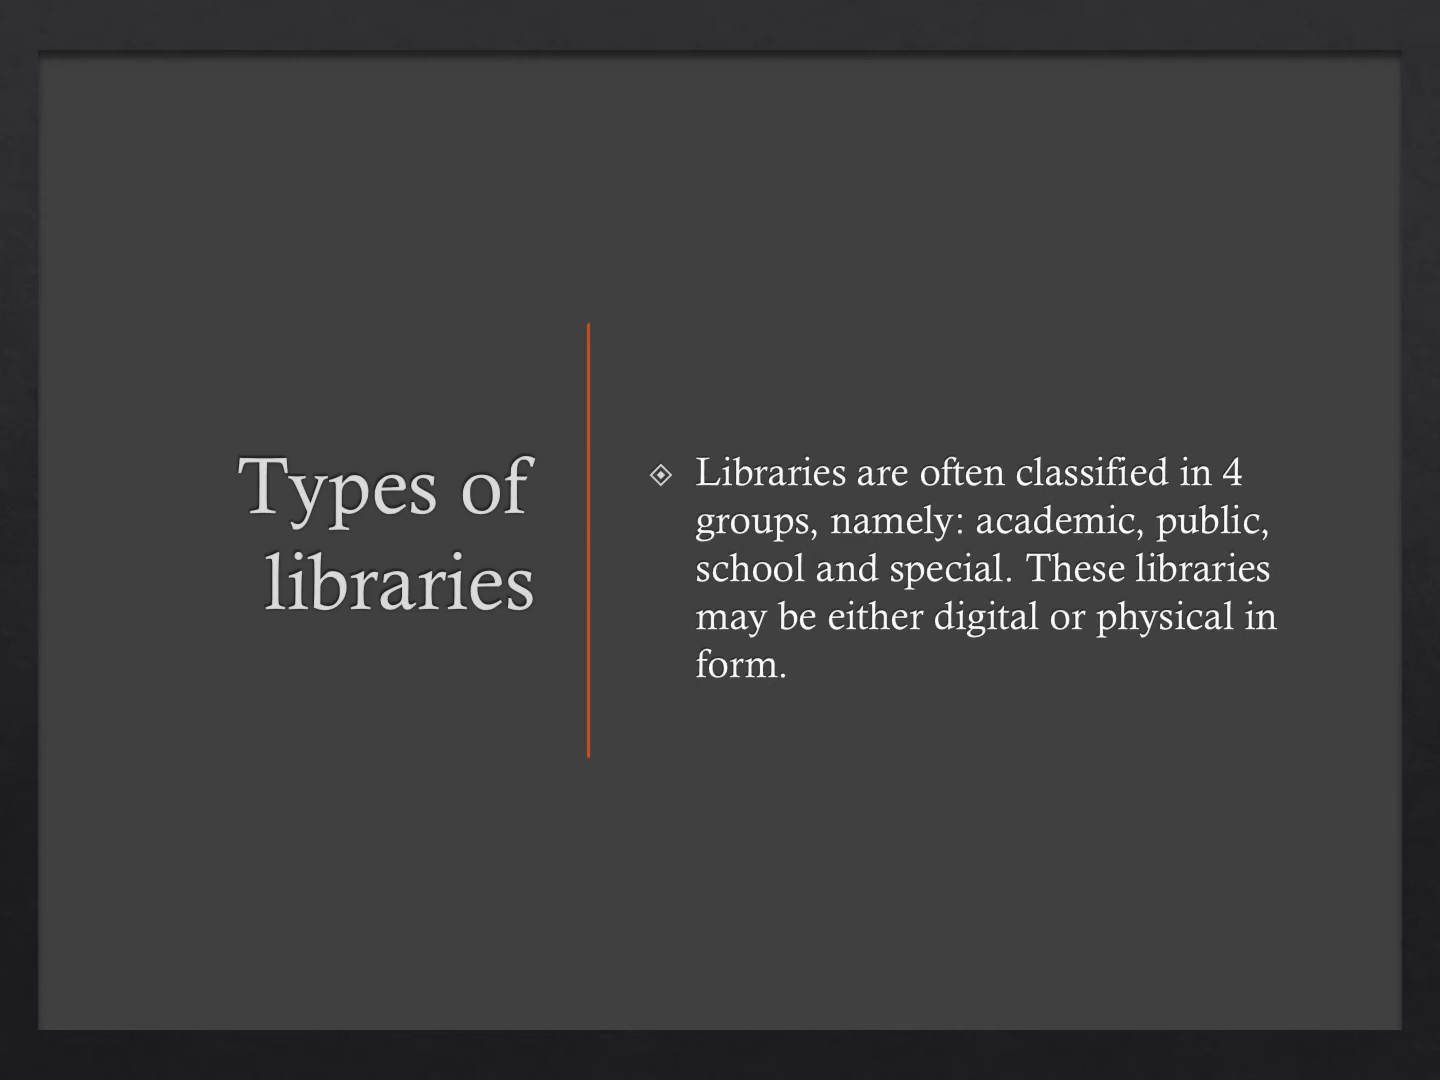 Types of
libraries
Libraries are often classified in 4
groups, namely: academic, public,
school and special. These libraries
may be either digital or physical in
form.